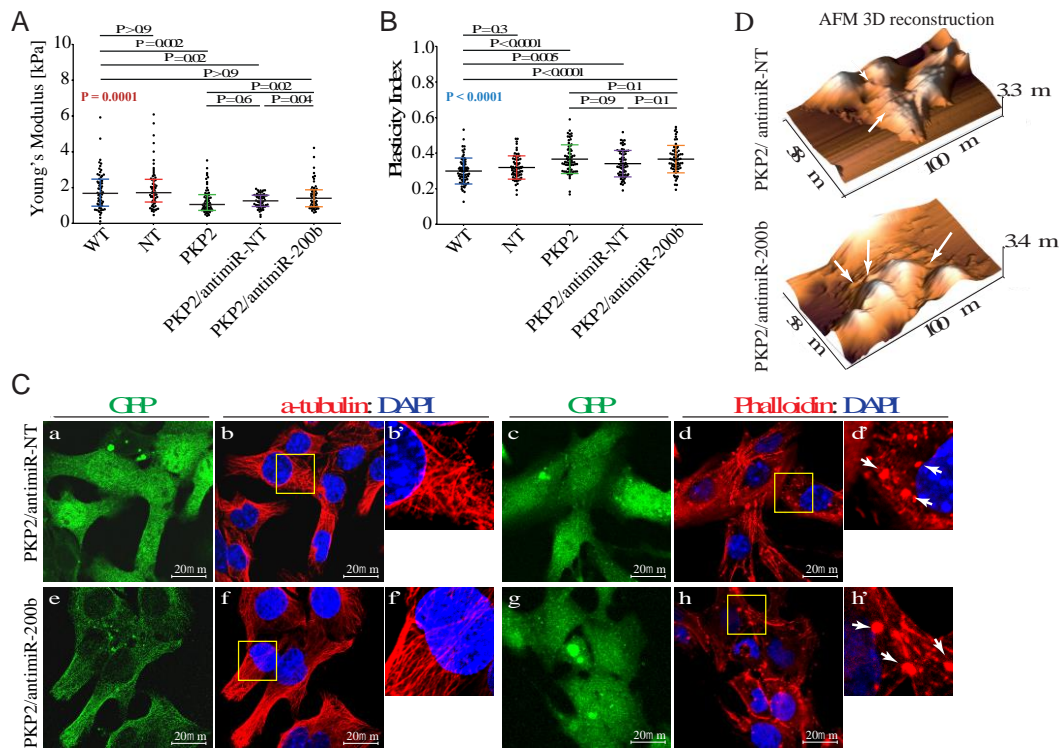 A
P>0.9
P=0.002
P=0.02
P>0.9
P=0.02
P=0.6
P=0.04
P = 0.0001
Young's Modulus [kPa]
10
8
6
4
2
0
WT
NT
PKP2
PKP2/antimiR-NT
PKP2/antimiR-200b
B
P=0.3
P<0.0001
P=0.005
P<0.0001
P=0.1
P=0.9
P=0.1
P < 0.0001
Plasticity Index
1.0
0.8
0.6
0.4
0.2
0
WT
NT
PKP2
PKP2/antimiR-NT
PKP2/antimiR-200b
D
AFM 3D reconstruction
PKP2/ antimiR-NT
3.3 m
100 m
58 m
PKP2/antimiR-200b
3.4 m
100 m
58 m
C
GFP
a-tubulin: DAPI
GFP
Phalloidin: DAPI
PKP2/antimiR-NT
a
b
b'
c
d
d'
20m m
20m m
20m m
20m m
PKP2/antimiR-200b
e
f
f'
g
h
h'
20m m
20m m
20m m
20m m